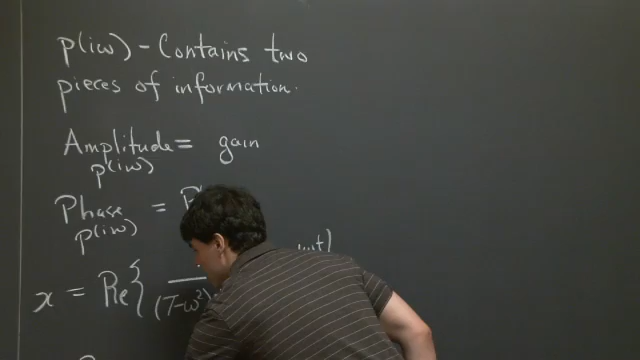 p(iω) - Contains two
pieces of information.
Amplitude = gain
p(iω)
Phase = P
p(iω)
x = Re{ (7-ω²)